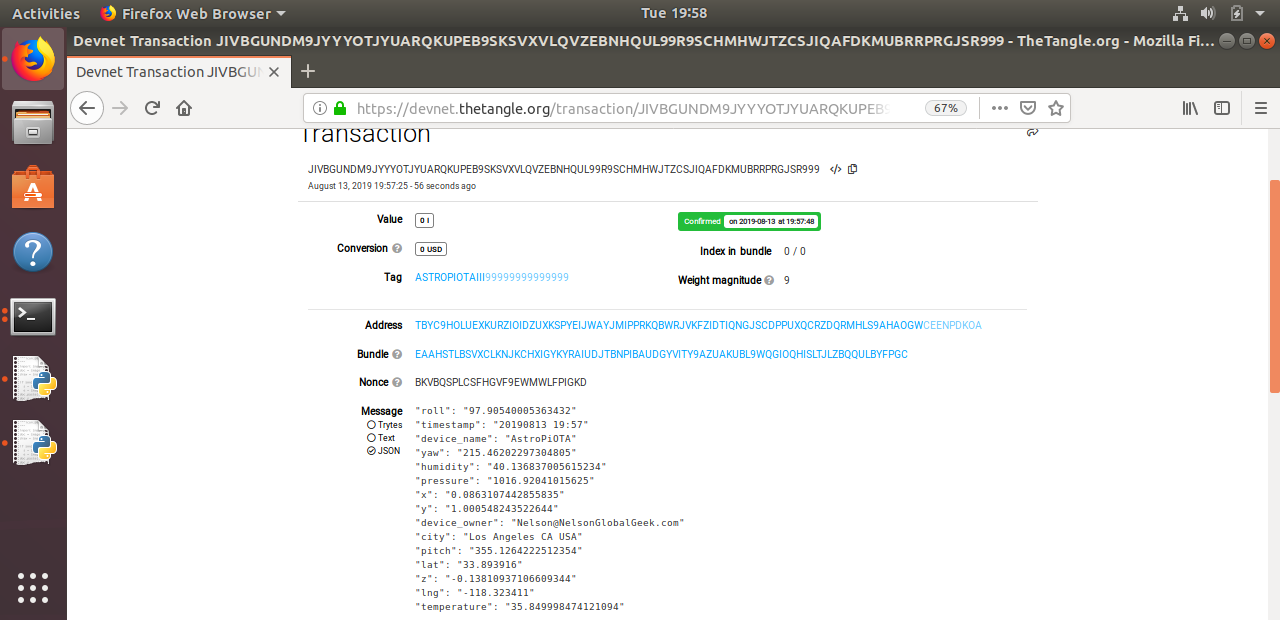 Activities Firefox Web Browser Tue 19:58
Devnet Transaction JIVBGUNDM9JYYYOTJYUARQKUPEB9SKSVXVLQVZEBNHQUL99R9SCHMHWJTZCSJIQAFDKMUBRRPRGJSR999 - TheTangle.org - Mozilla Fi...
Devnet Transaction JIVBGUN
https://devnet.thetangle.org/transaction/JIVBGUNDM9JYYYOTJYUARQKUPEB9 67%
Transaction
JIVBGUNDM9JYYYOTJYUARQKUPEB9SKSVXVLQVZEBNHQUL99R9SCHMHWJTZCSJIQAFDKMUBRRPRGJSR999 </>
August 13, 2019 19:57:25 - 56 seconds ago
Value 0 I Confirmed on 2019-08-13 at 19:57:48
Conversion ? 0 USD Index in bundle 0 / 0
Tag ASTROPIOTAIII99999999999999 Weight magnitude ? 9
Address TBYC9HOLUEXKURZIOIDZUXKSPYEIJWAYJMIPPRKQBWRJVKFZIDTIQNGJSCDPPUXQCRZDQRMHLS9AHAOGWCEENPDKOA
Bundle ? EAAHSTLBSVXCLKNJKCHXIGYKYRAIUDJTBNPIBAUDGYVITY9AZUAKUBL9WQGIOQHISLTJLZBQQULBYFPGC
Nonce ? BKVBQSPLCSFHGVF9EWMWLFPIGKD
Message "roll": "97.90540005363432"
Trytes "timestamp": "20190813 19:57"
Text "device_name": "AstroPiOTA"
JSON "yaw": "215.46202297304805"
"humidity": "40.136837005615234"
"pressure": "1016.92041015625"
"x": "0.0863107442855835"
"y": "1.000548243522644"
"device_owner": "Nelson@NelsonGlobalGeek.com"
"city": "Los Angeles CA USA"
"pitch": "355.1264222512354"
"lat": "33.893916"
"z": "-0.13810937106609344"
"lng": "-118.323411"
"temperature": "35.849998474121094"